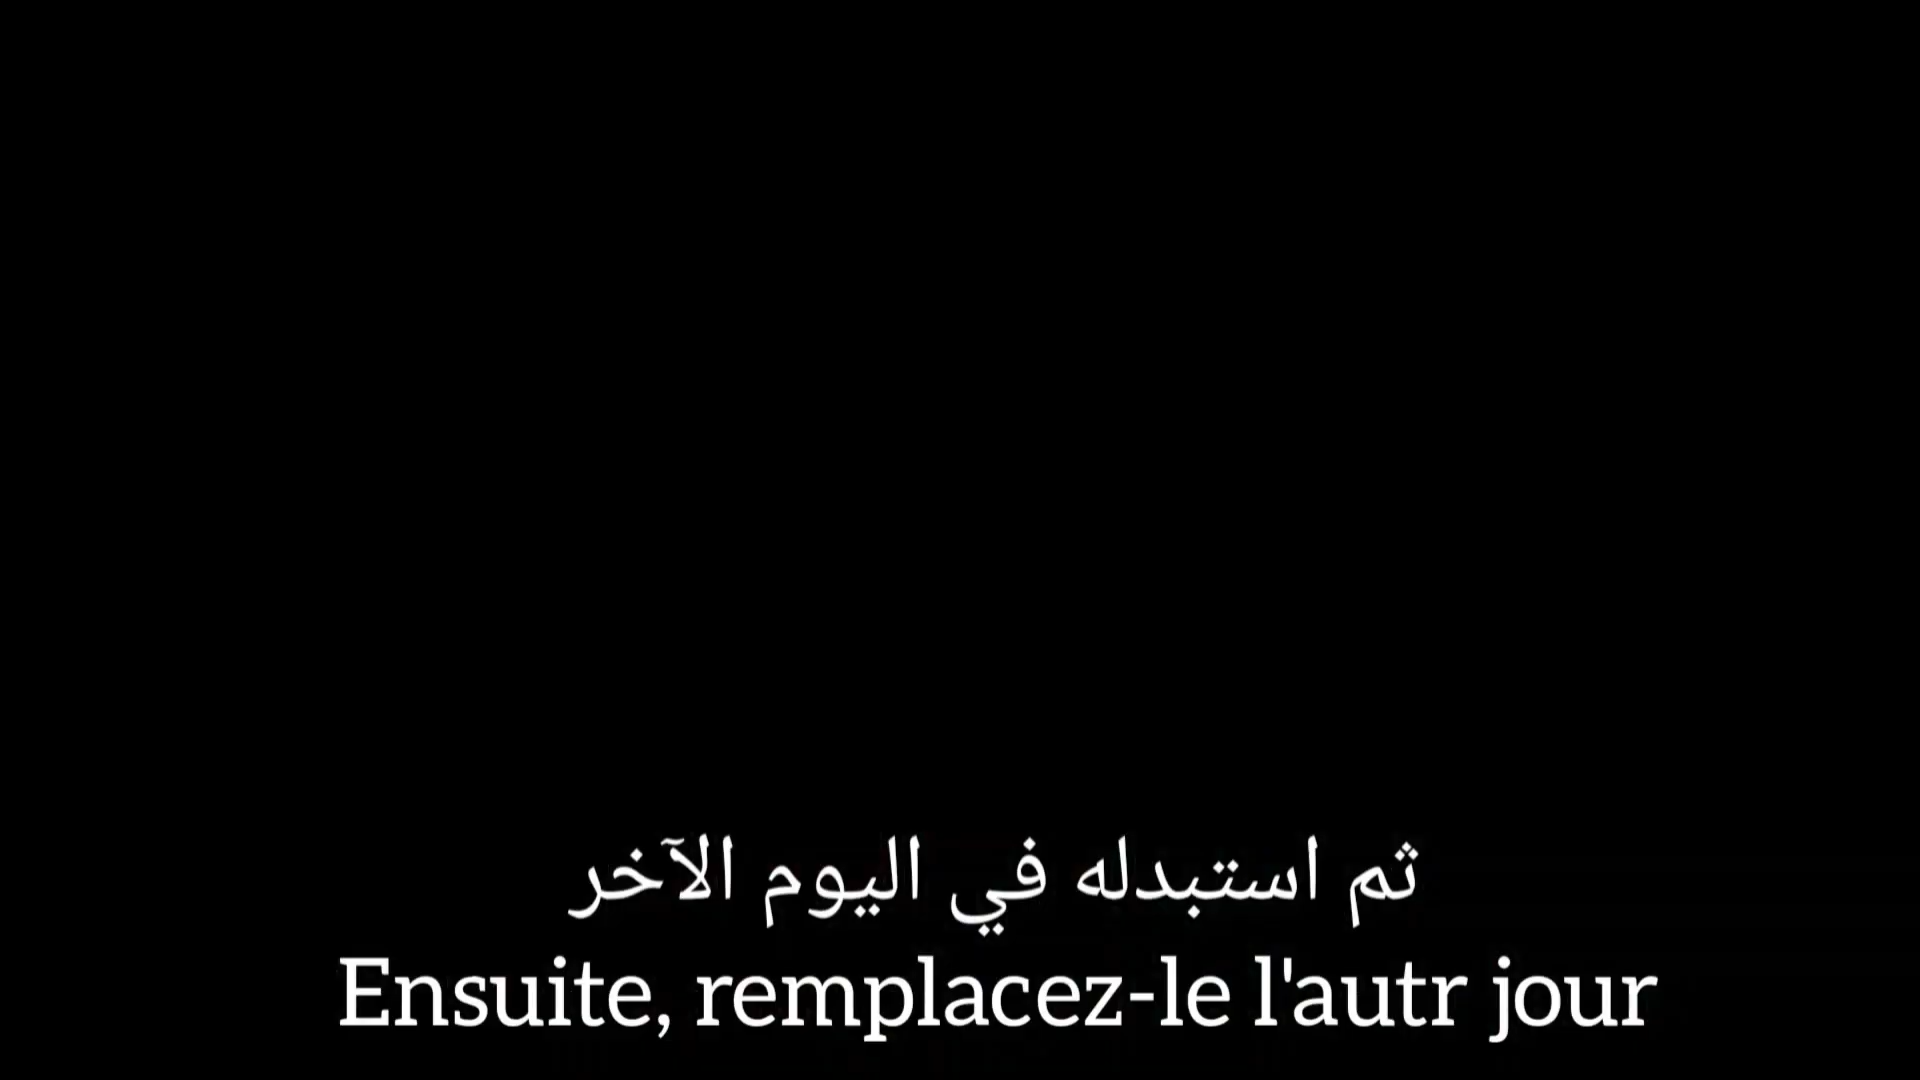 ثم استبدله في اليوم الآخر
Ensuite, remplacez-le l'autr jour